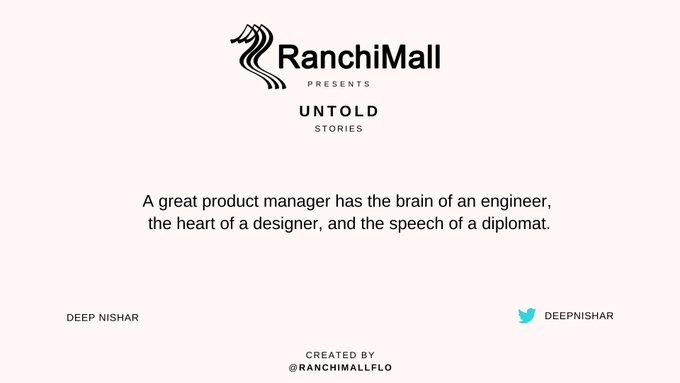 RanchiMall
PRESENTS
UNTOLD
STORIES
A great product manager has the brain of an engineer,
the heart of a designer, and the speech of a diplomat.
DEEP NISHAR
DEEPNISHAR
CREATED BY
@RANCHIMALLFLO